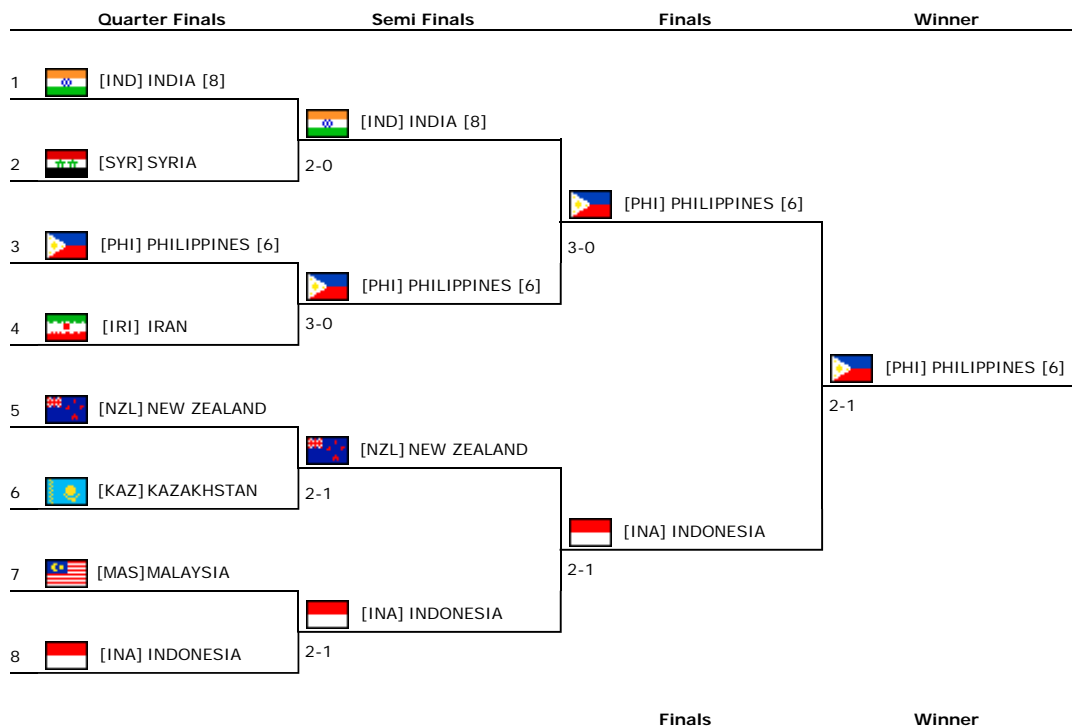 Quarter Finals Semi Finals Finals Winner
1 [IND] INDIA [8]
[IND] INDIA [8]
2 [SYR] SYRIA
2-0
[PHI] PHILIPPINES [6]
3 [PHI] PHILIPPINES [6]
3-0
[PHI] PHILIPPINES [6]
4 [IRI] IRAN
3-0
[PHI] PHILIPPINES [6]
5 [NZL] NEW ZEALAND
2-1
[NZL] NEW ZEALAND
6 [KAZ] KAZAKHSTAN
2-1
[INA] INDONESIA
7 [MAS] MALAYSIA
2-1
[INA] INDONESIA
8 [INA] INDONESIA
2-1
Finals Winner